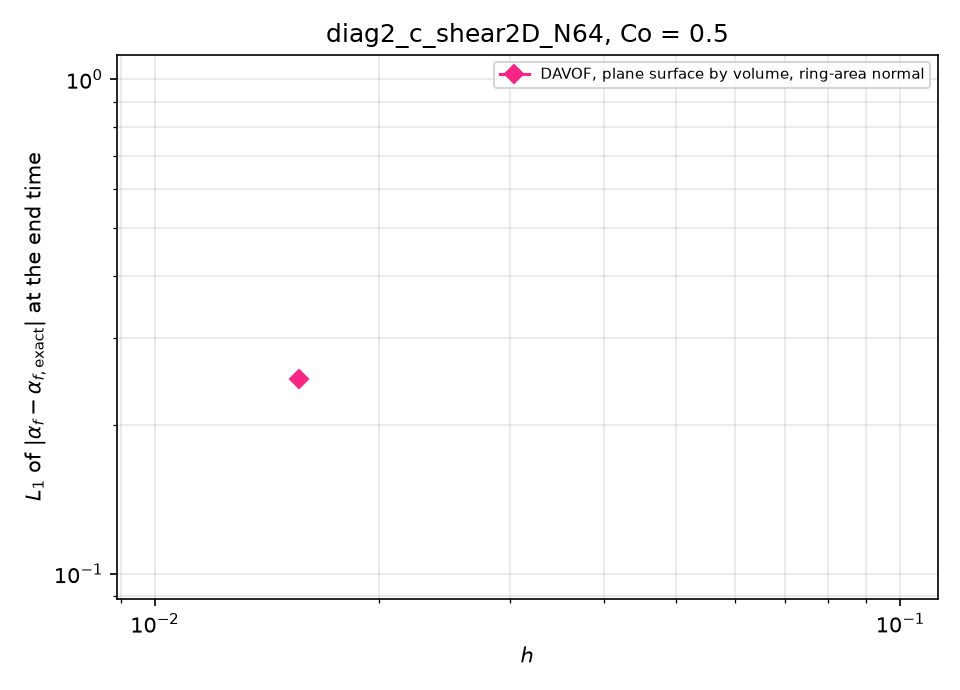 diag2_c_shear2D_N64, Co = 0.5
DAVOF, plane surface by volume, ring-area normal
L₁ of |α_f − α_{f,exact}| at the end time
10⁰
10⁻¹
10⁻²
10⁻¹
h